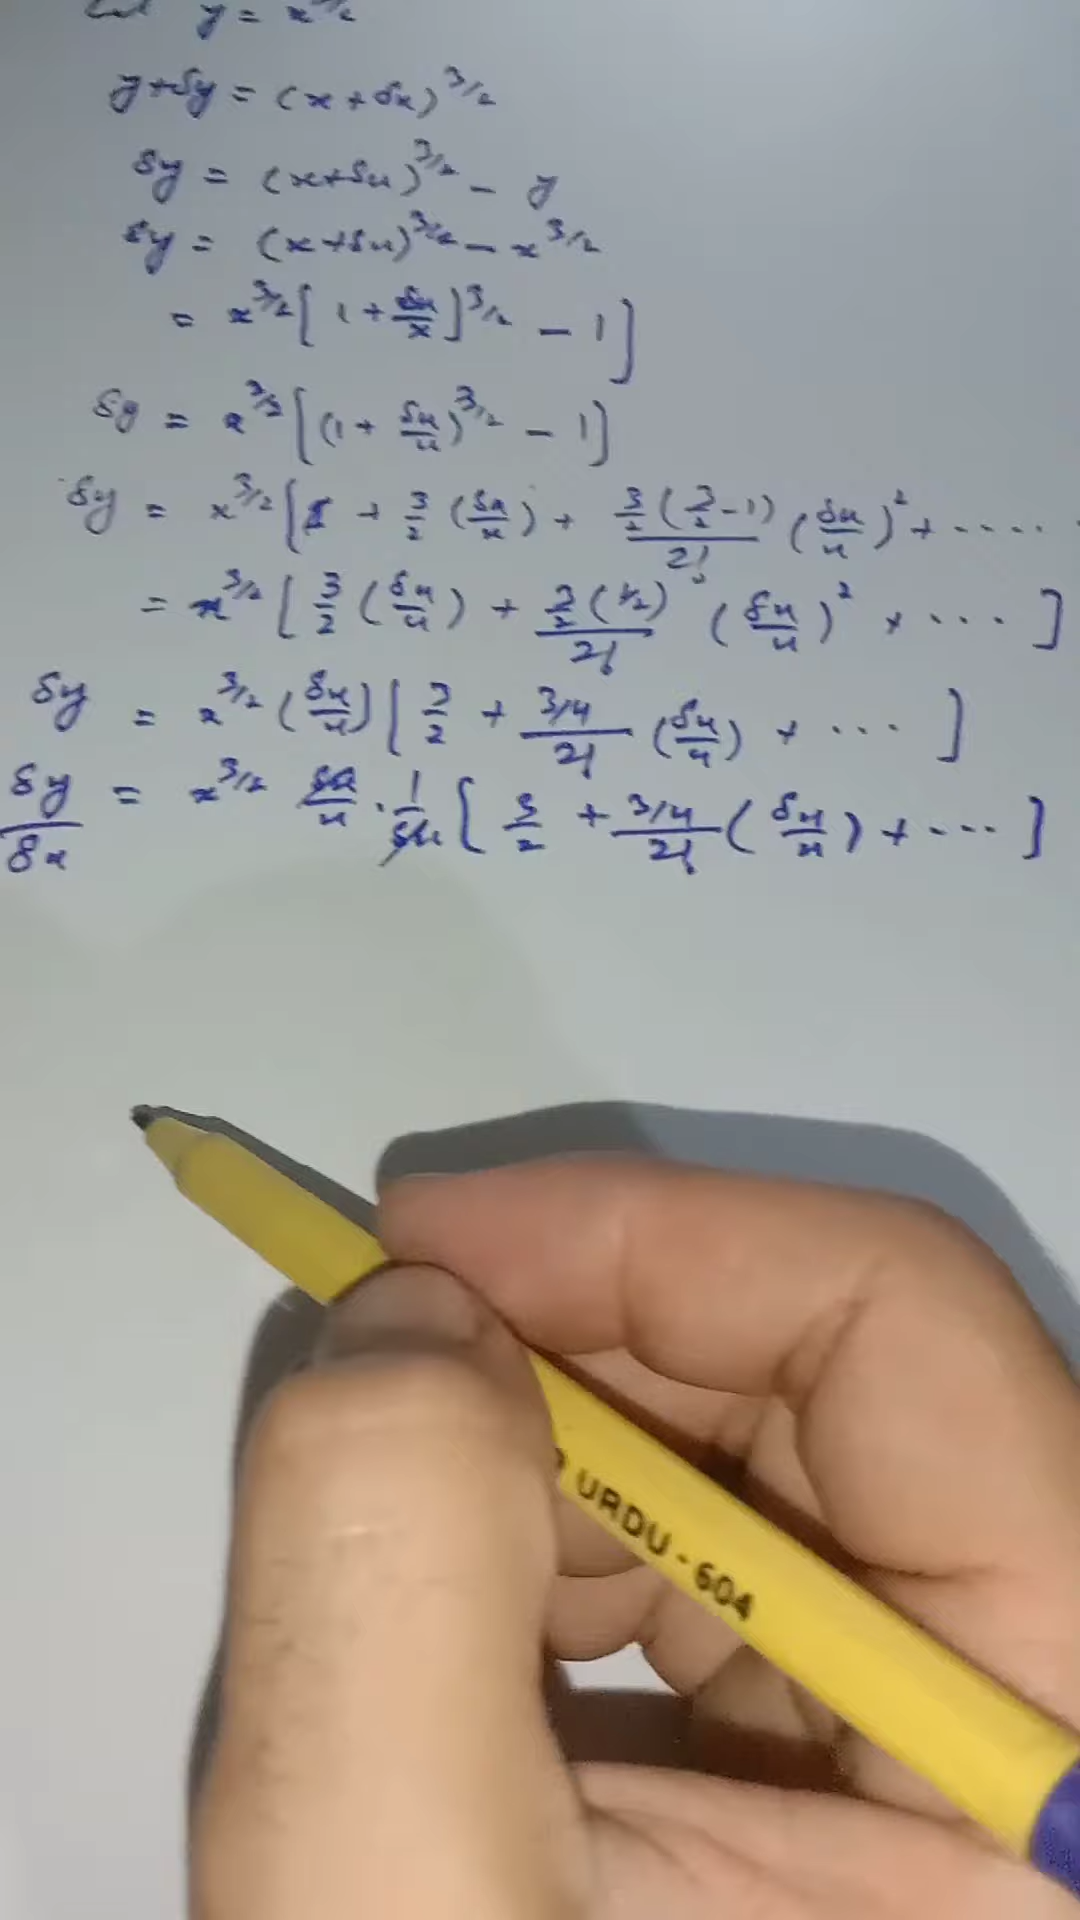 Let y = x^3/2
y+δy = (x+δx)^3/2
δy = (x+δx)^3/2 - y
δy = (x+δx)^3/2 - x^3/2
= x^3/2 [ 1 + δx/x ]^3/2 - 1 ]
δy = x^3/2 [ (1 + δx/x)^3/2 - 1 ]
δy = x^3/2 [ 1 + 3/2 (δx/x) + 3/2 (3/2 - 1)/2! (δx/x)^2 + ....
= x^3/2 [ 3/2 (δx/x) + 3/2 (1/2)/2! (δx/x)^2 + ... ]
δy = x^3/2 (δx/x) [ 3/2 + 3/4/2! (δx/x) + ... ]
δy/δx = x^3/2 δx/x . 1/δx [ 3/2 + 3/4/2! (δx/x) + ... ]
URDU - 604